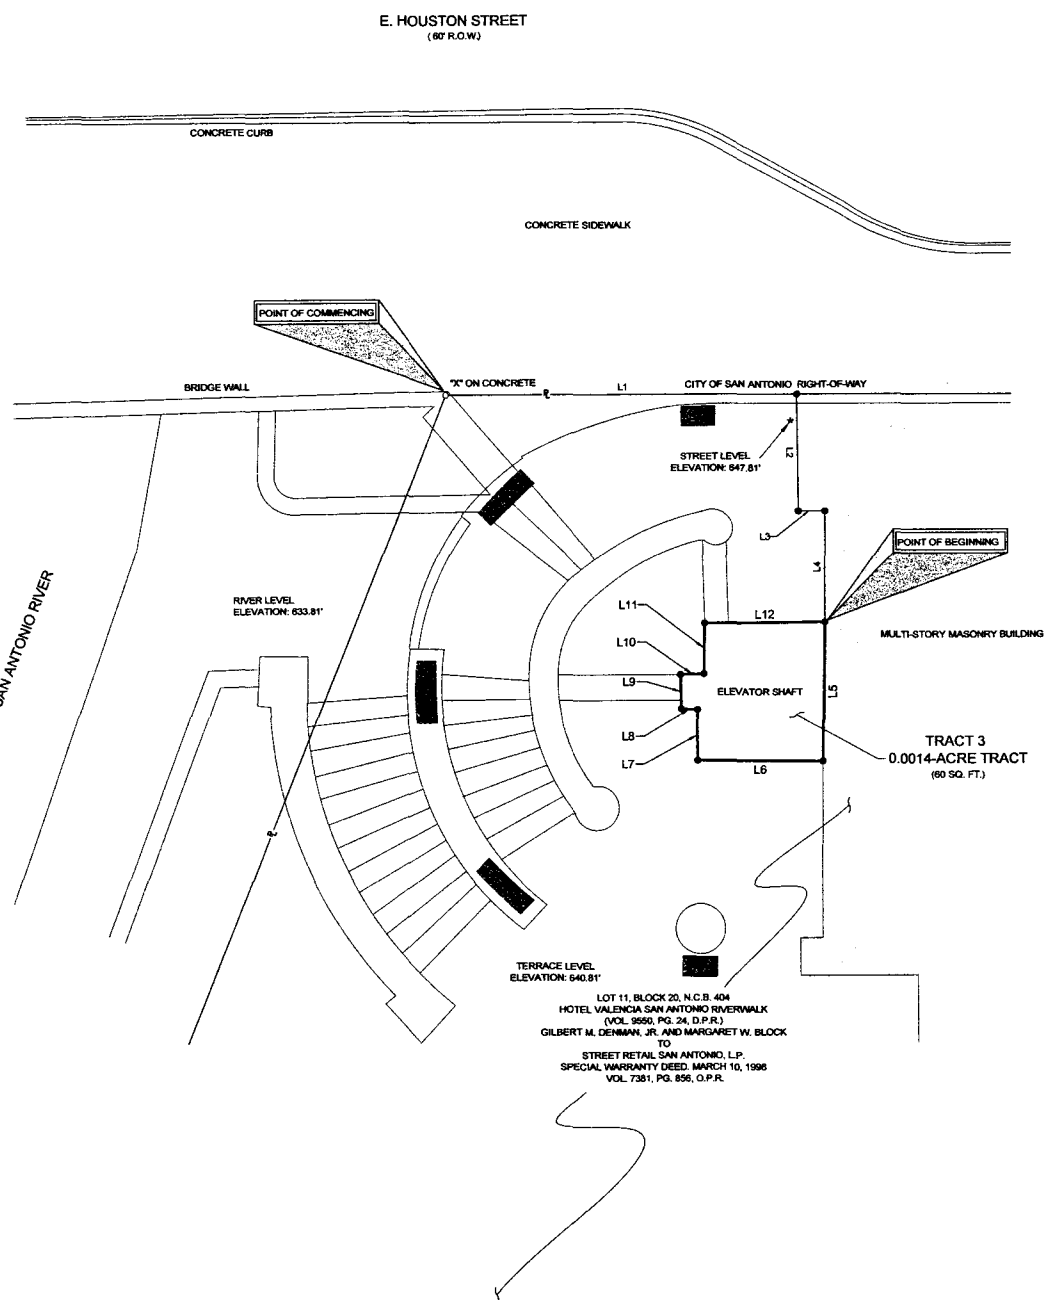 E. HOUSTON STREET
( 60' R.O.W.)
CONCRETE CURB
CONCRETE SIDEWALK
POINT OF COMMENCING
BRIDGE WALL
"X" ON CONCRETE
L1
CITY OF SAN ANTONIO RIGHT-OF-WAY
STREET LEVEL
ELEVATION: 647.81'
L2
L3
POINT OF BEGINNING
L4
SAN ANTONIO RIVER
RIVER LEVEL
ELEVATION: 633.81'
L11
L12
MULTI-STORY MASONRY BUILDING
L10
L9
ELEVATOR SHAFT
L5
L8
L7
L6
TRACT 3
0.0014-ACRE TRACT
(60 SQ. FT.)
TERRACE LEVEL
ELEVATION: 640.81'
LOT 11, BLOCK 20, N.C.B. 404
HOTEL VALENCIA SAN ANTONIO RIVERWALK
(VOL. 9550, PG. 24, D.P.R.)
GILBERT M. DENMAN, JR. AND MARGARET W. BLOCK
TO
STREET RETAIL SAN ANTONIO, L.P.
SPECIAL WARRANTY DEED. MARCH 10, 1998
VOL. 7381, PG. 856, O.P.R.